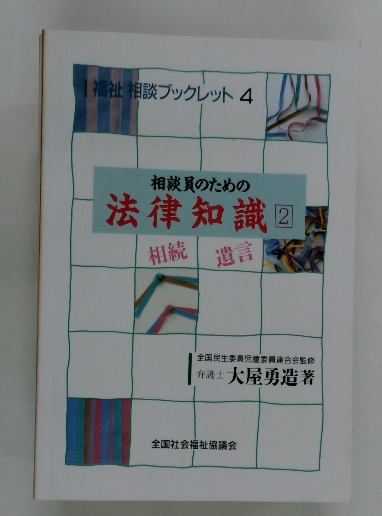 福祉 相談ブックレット 4
相談員のための
法律知識 2
相続 遺言
全国民生委員児童委員連合会監修
弁護士 大屋勇造著
全国社会福祉協議会